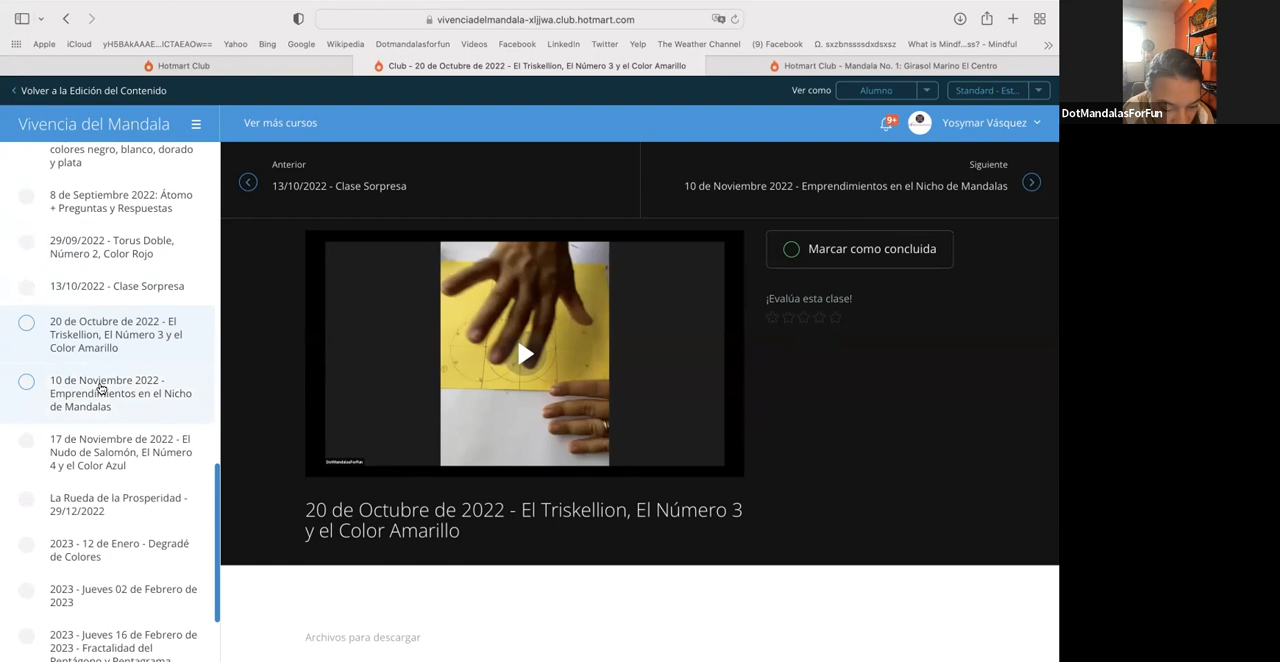 vivenciadelmandala-xljjwa.club.hotmart.com
Apple iCloud yH5BAkAAAE...ICTAEAOw== Yahoo Bing Google Wikipedia Dotmandalasforfun Videos Facebook LinkedIn Twitter Yelp The Weather Channel (9) Facebook Ω. sxzbnssssdxdsxsz What is Mindf...ss? - Mindful
Hotmart Club
Club - 20 de Octubre de 2022 - El Triskellion, El Número 3 y el Color Amarillo
Hotmart Club - Mandala No. 1: Girasol Marino El Centro
DotMandalasForFun
Volver a la Edición del Contenido
Ver como
Alumno
Standard - Est...
Vivencia del Mandala
Ver más cursos
9+
Yosymar Vásquez
colores negro, blanco, dorado
y plata
8 de Septiembre 2022: Átomo
+ Preguntas y Respuestas
29/09/2022 - Torus Doble,
Número 2, Color Rojo
13/10/2022 - Clase Sorpresa
20 de Octubre de 2022 - El
Triskellion, El Número 3 y el
Color Amarillo
10 de Noviembre 2022 -
Emprendimientos en el Nicho
de Mandalas
17 de Noviembre de 2022 - El
Nudo de Salomón, El Número
4 y el Color Azul
La Rueda de la Prosperidad -
29/12/2022
2023 - 12 de Enero - Degradé
de Colores
2023 - Jueves 02 de Febrero de
2023
2023 - Jueves 16 de Febrero de
2023 - Fractalidad del
Pentágono y Pentagrama
Anterior
13/10/2022 - Clase Sorpresa
Siguiente
10 de Noviembre 2022 - Emprendimientos en el Nicho de Mandalas
DotMandalasForFun
Marcar como concluida
¡Evalúa esta clase!
20 de Octubre de 2022 - El Triskellion, El Número 3
y el Color Amarillo
Archivos para descargar